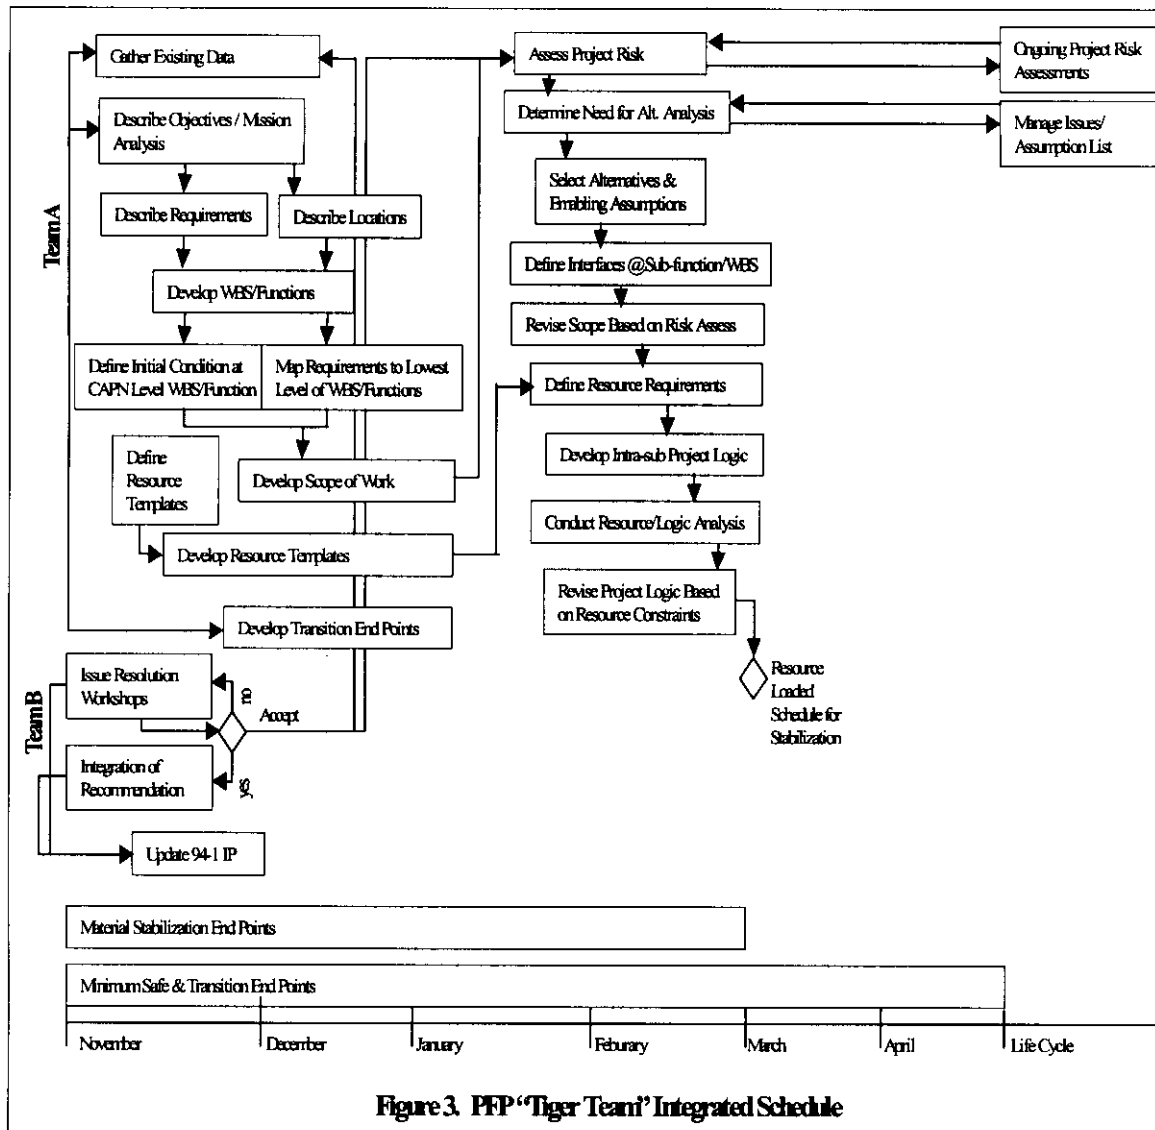 Gather Existing Data
Assess Project Risk
Ongoing Project Risk
Assessments
Describe Objectives / Mission
Analysis
Determine Need for Alt. Analysis
Manage Issues/
Assumption List
Team A
Select Alternatives &
Enabling Assumptions
Describe Requirements
Describe Locations
Define Interfaces @Sub-function/WBS
Develop WBS/Functions
Revise Scope Based on Risk Assess
Define Initial Condition at
CAPN Level WBS/Function
Map Requirements to Lowest
Level of WBS/Functions
Define Resource Requirements
Define
Resource
Templates
Develop Scope of Work
Develop Intra-sub Project Logic
Conduct Resource/Logic Analysis
Develop Resource Templates
Revise Project Logic Based
on Resource Constraints
Develop Transition End Points
Team B
Issue Resolution
Workshops
no
Accept
yes
Resource
Loaded
Schedule for
Stabilization
Integration of
Recommendation
Update 94-1 IP
Material Stabilization End Points
Minimum Safe & Transition End Points
November
December
January
Feburary
March
April
Life Cycle
Figure 3. PFP "Tiger Team" Integrated Schedule